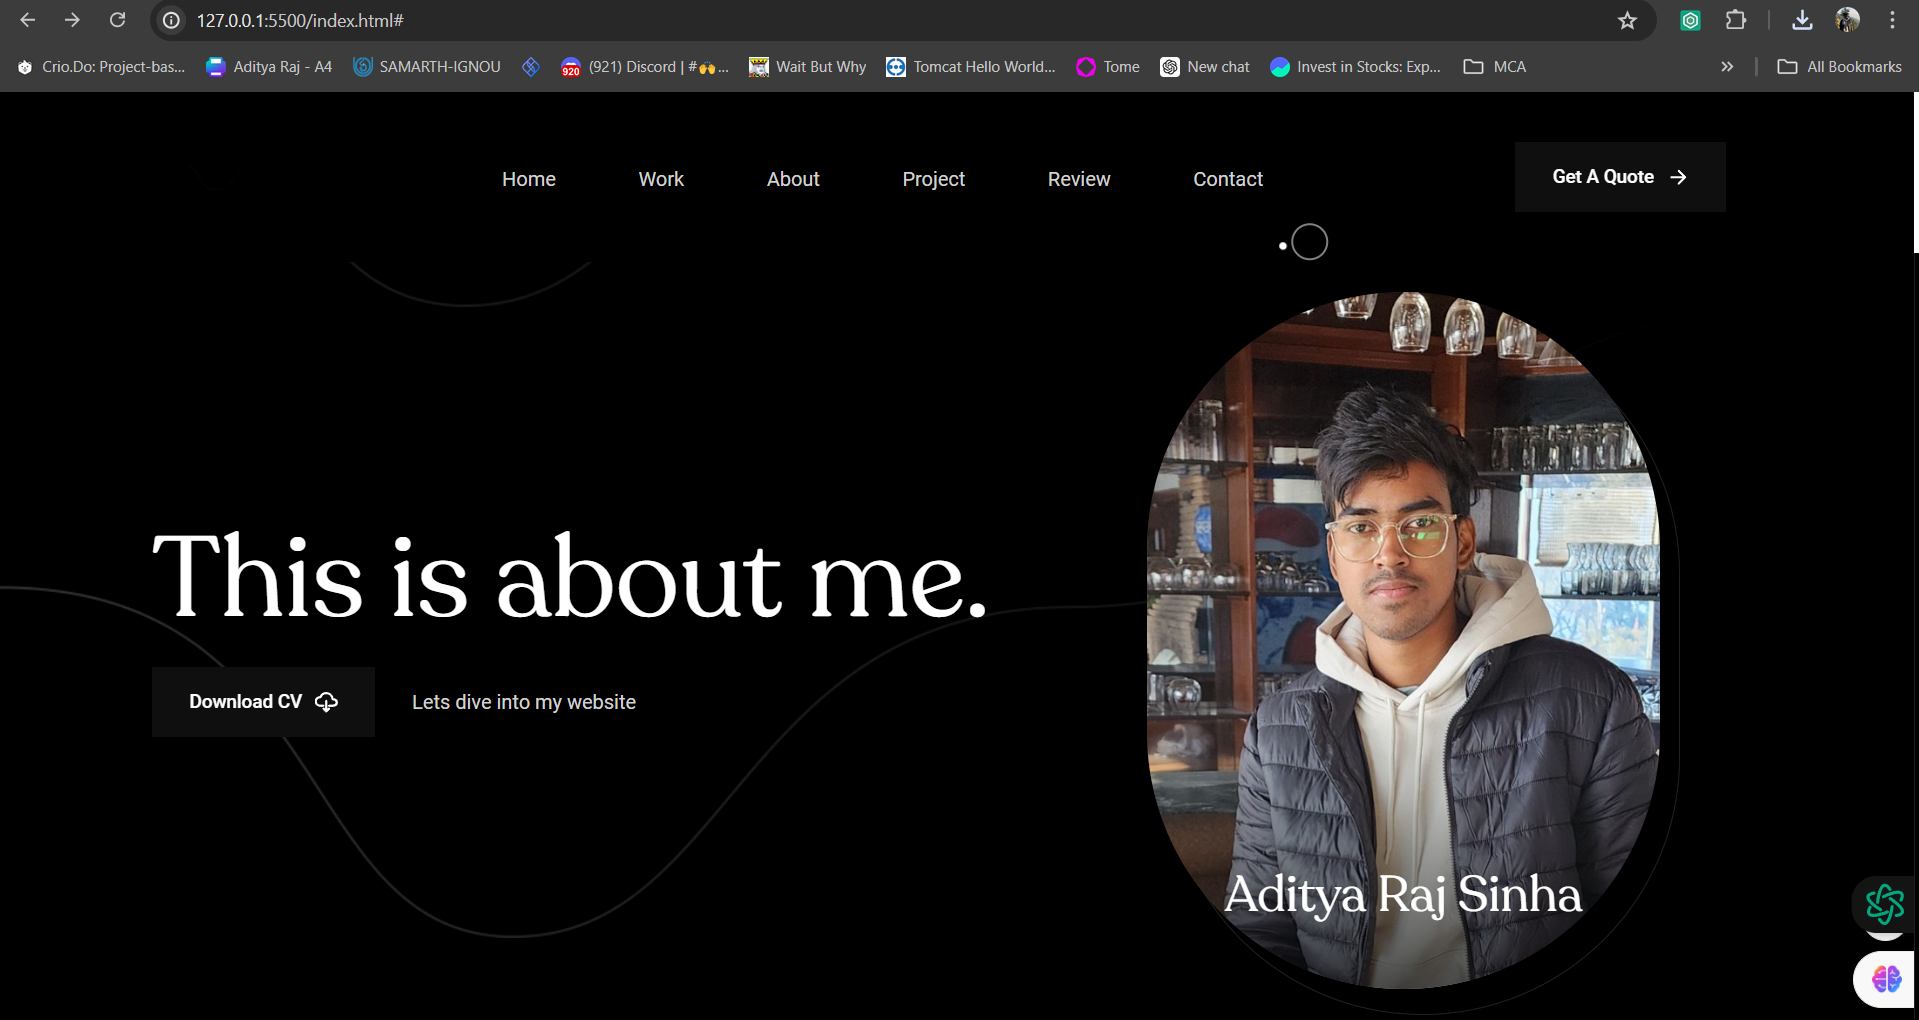 127.0.0.1:5500/index.html#
Crio.Do: Project-bas... Aditya Raj - A4 SAMARTH-IGNOU 920 (921) Discord | #🙌... Wait But Why Tomcat Hello World... Tome New chat Invest in Stocks: Exp... MCA » All Bookmarks
Home Work About Project Review Contact Get A Quote →
This is about me.
Download CV Lets dive into my website
Aditya Raj Sinha